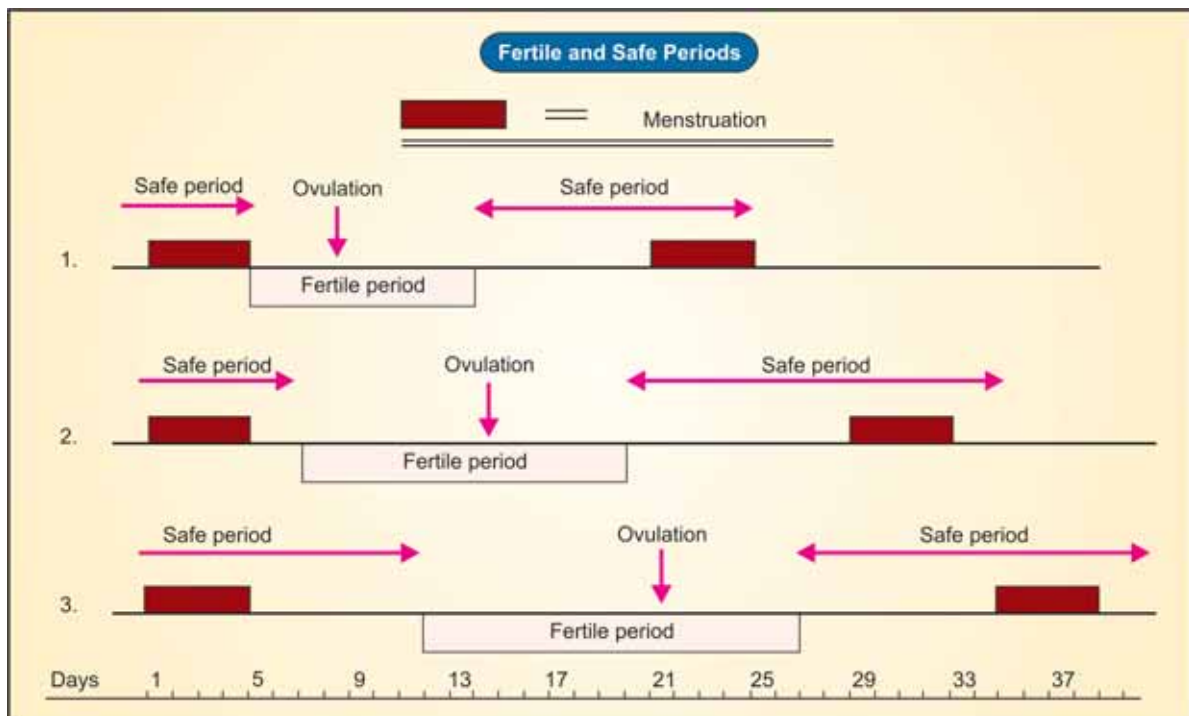 Fertile and Safe Periods
Menstruation
Safe period Ovulation Safe period
1.
Fertile period
Safe period Ovulation Safe period
2.
Fertile period
Safe period Ovulation Safe period
3.
Fertile period
Days 1 5 9 13 17 21 25 29 33 37